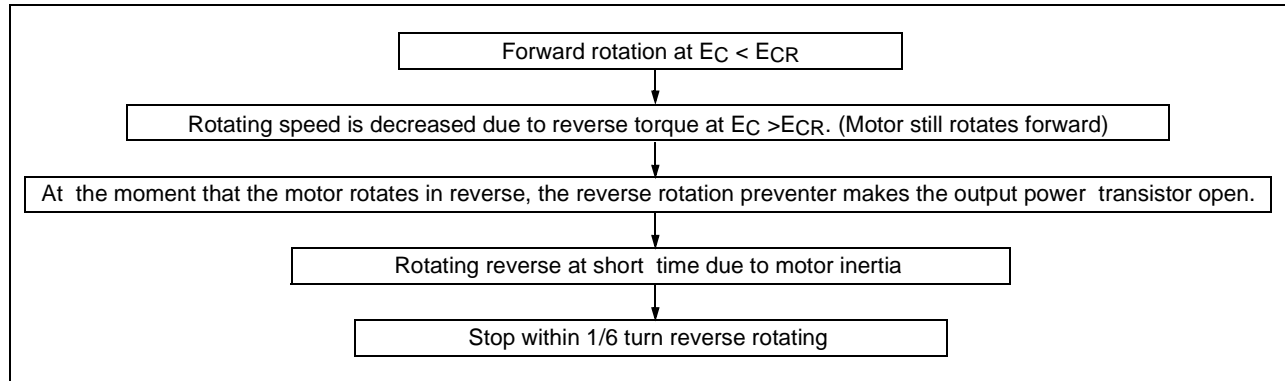 Forward rotation at EC < ECR
Rotating speed is decreased due to reverse torque at EC >ECR. (Motor still rotates forward)
At the moment that the motor rotates in reverse, the reverse rotation preventer makes the output power transistor open.
Rotating reverse at short time due to motor inertia
Stop within 1/6 turn reverse rotating